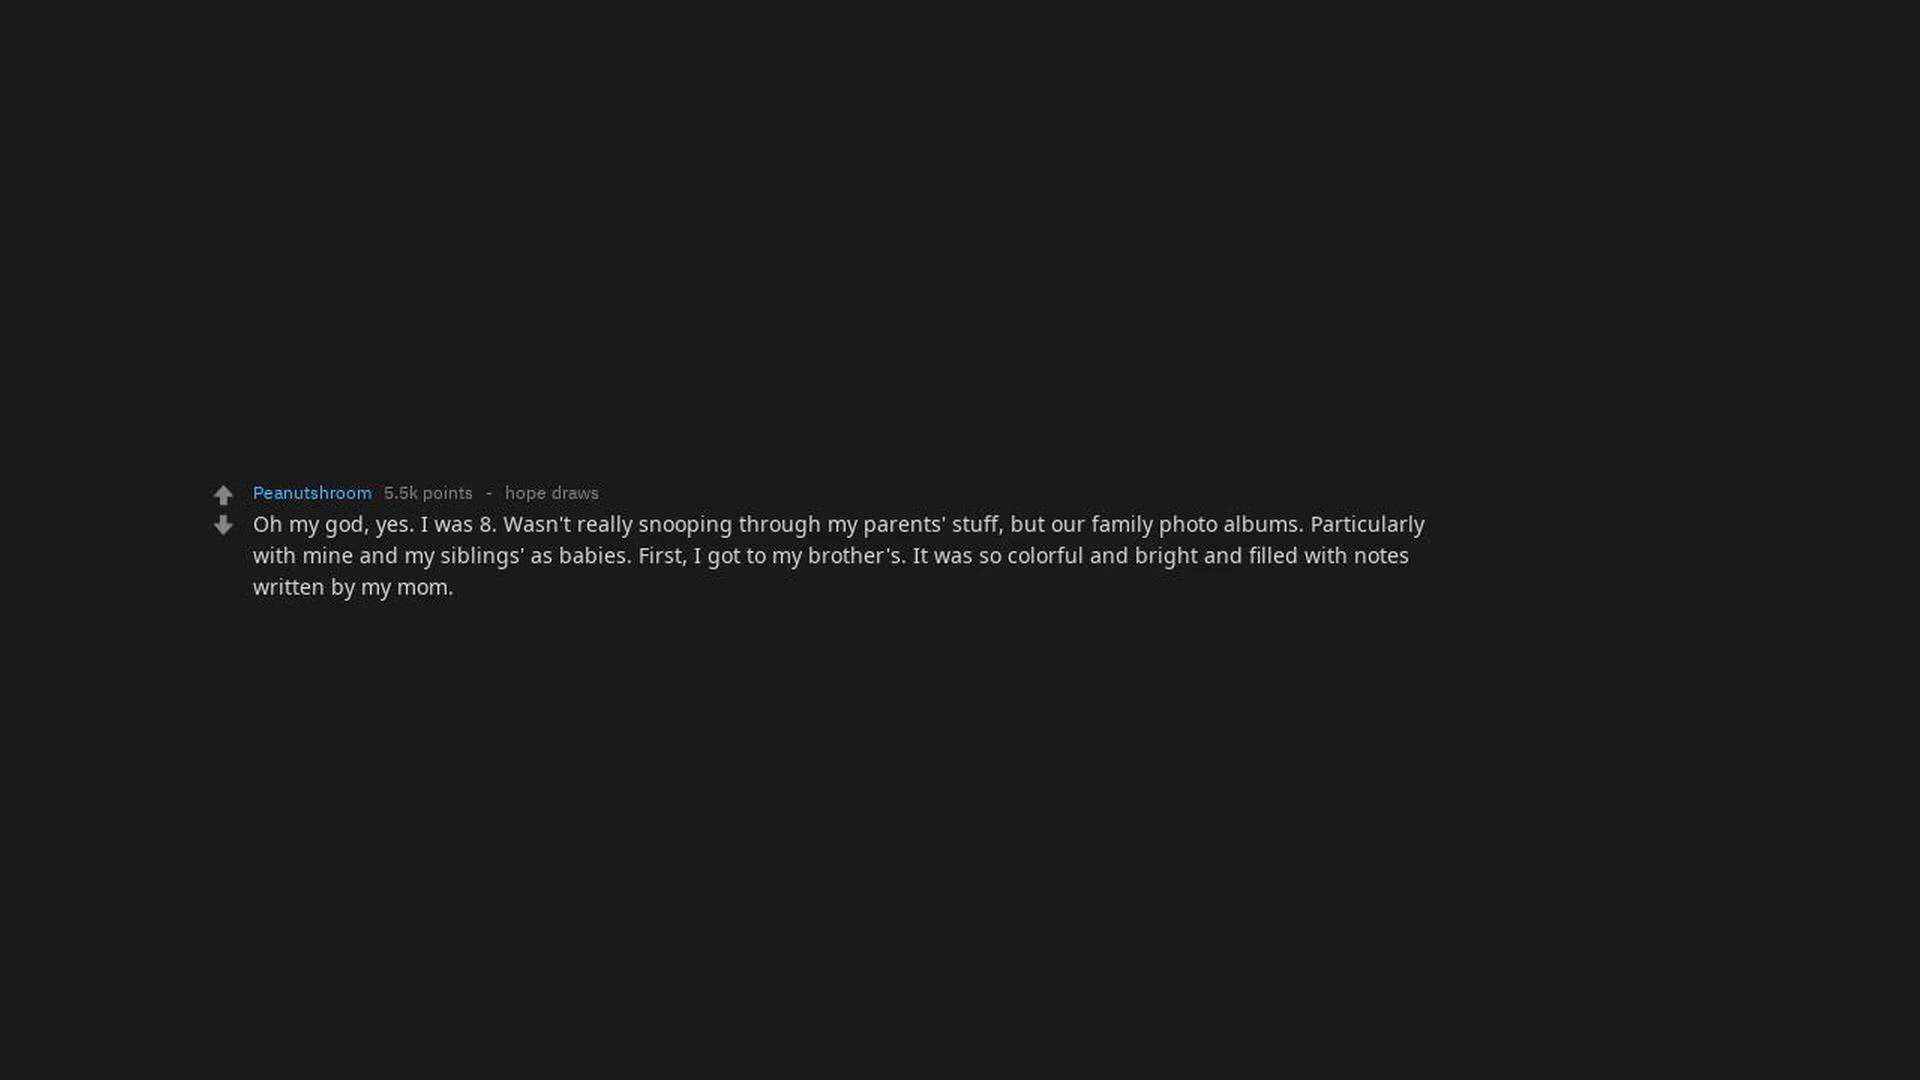 Peanutshroom 5.5k points - hope draws
Oh my god, yes. I was 8. Wasn't really snooping through my parents' stuff, but our family photo albums. Particularly
with mine and my siblings' as babies. First, I got to my brother's. It was so colorful and bright and filled with notes
written by my mom.